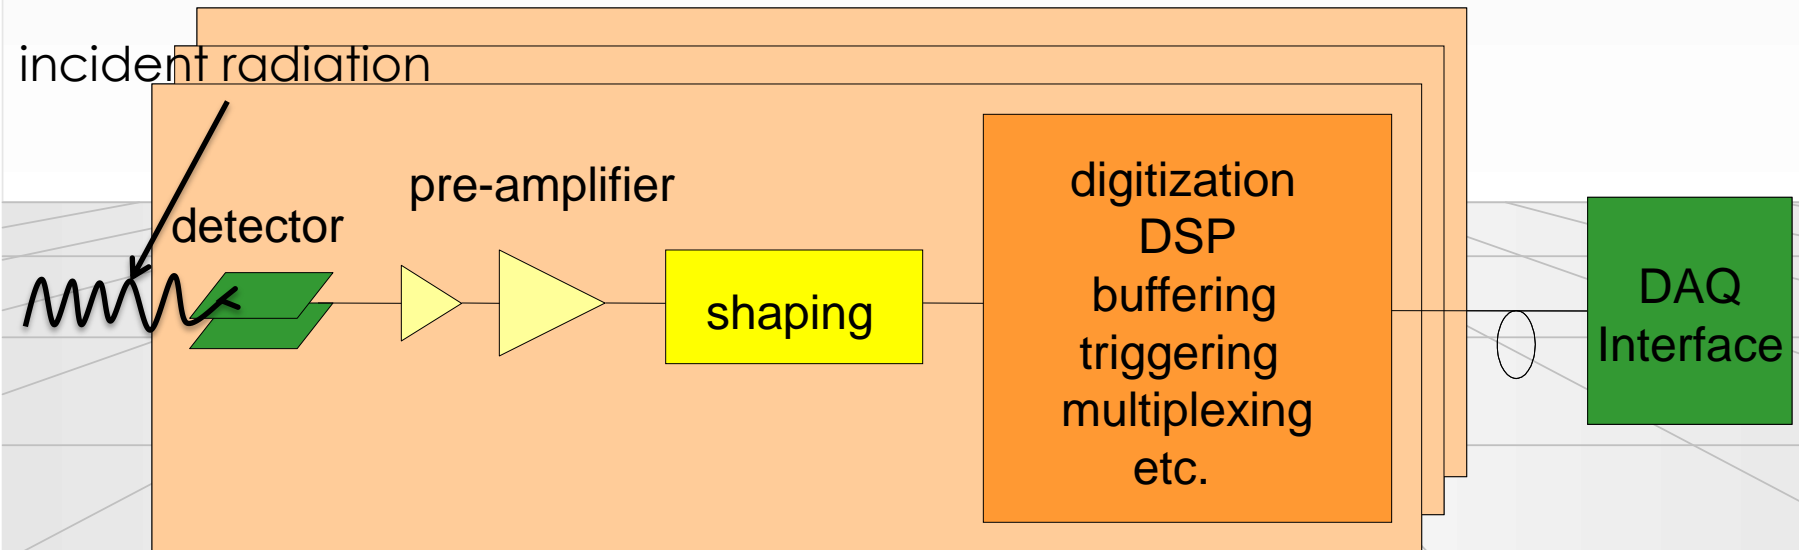 incident radiation
detector
pre-amplifier
shaping
digitization
DSP
buffering
triggering
multiplexing
etc.
DAQ
Interface